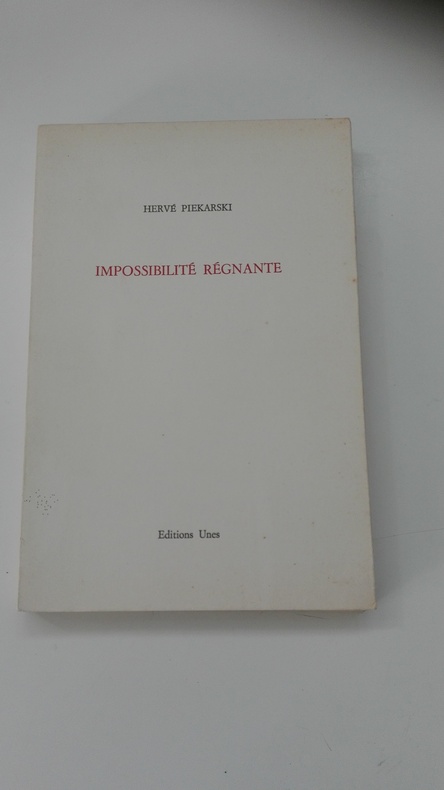 HERVÉ PIEKARSKI
IMPOSSIBILITÉ RÉGNANTE
Editions Unes